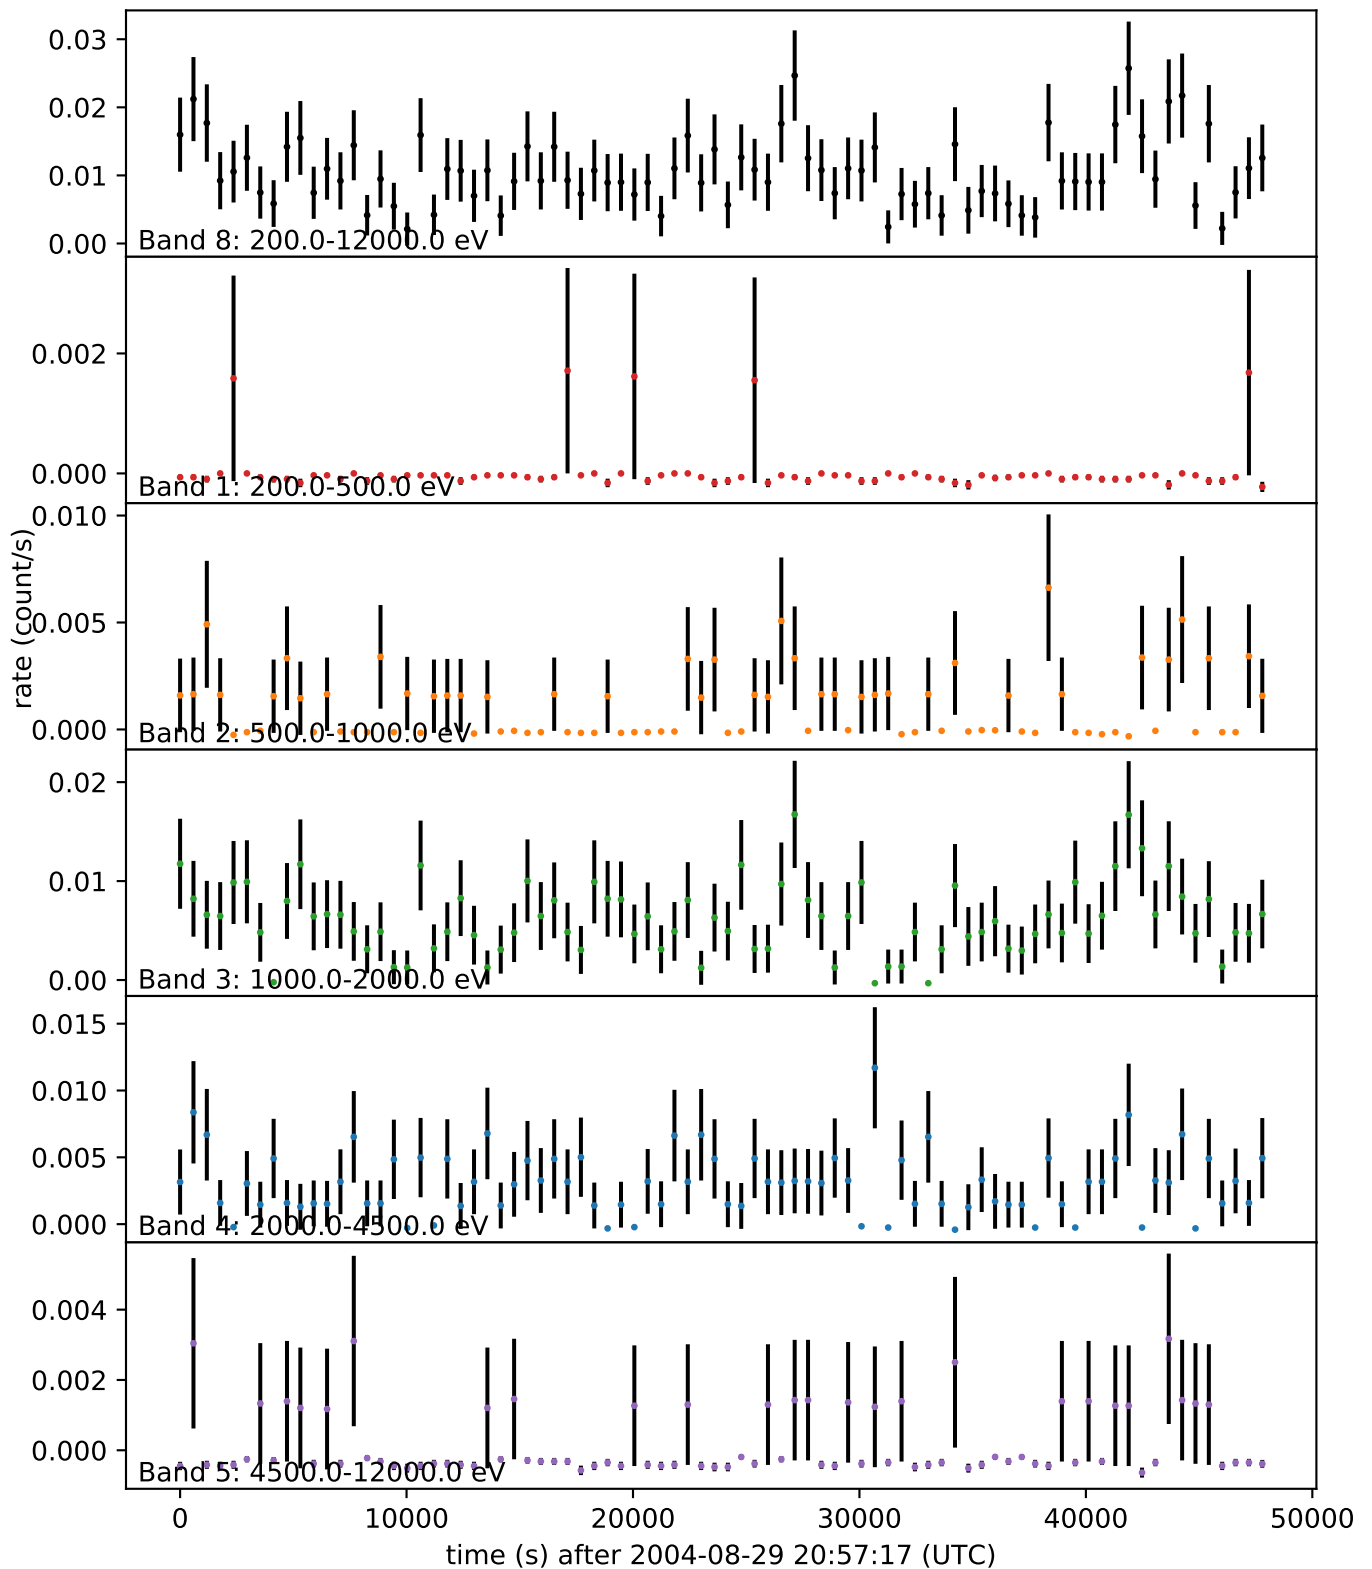 0.03
0.02
0.01
0.00
Band 8: 200.0-12000.0 eV
0.002
0.000
Band 1: 200.0-500.0 eV
0.010
0.005
0.000
Band 2: 500.0-1000.0 eV
rate (count/s)
0.02
0.01
0.00
Band 3: 1000.0-2000.0 eV
0.015
0.010
0.005
0.000
Band 4: 2000.0-4500.0 eV
0.004
0.002
0.000
Band 5: 4500.0-12000.0 eV
0 10000 20000 30000 40000 50000
time (s) after 2004-08-29 20:57:17 (UTC)